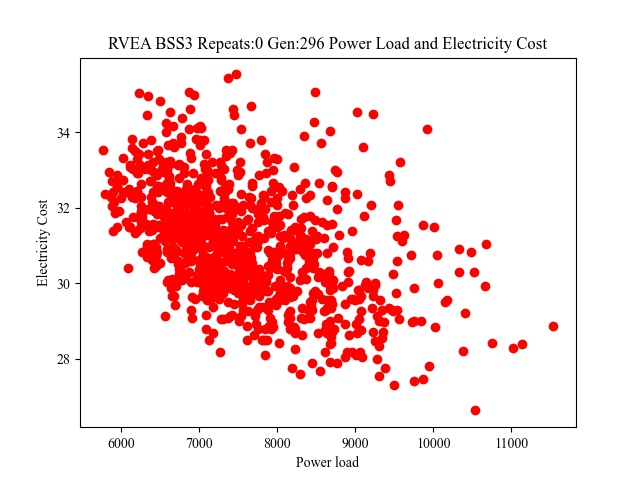 RVEA BSS3 Repeats:0 Gen:296 Power Load and Electricity Cost
Electricity Cost
34
32
30
28
6000 7000 8000 9000 10000 11000
Power load